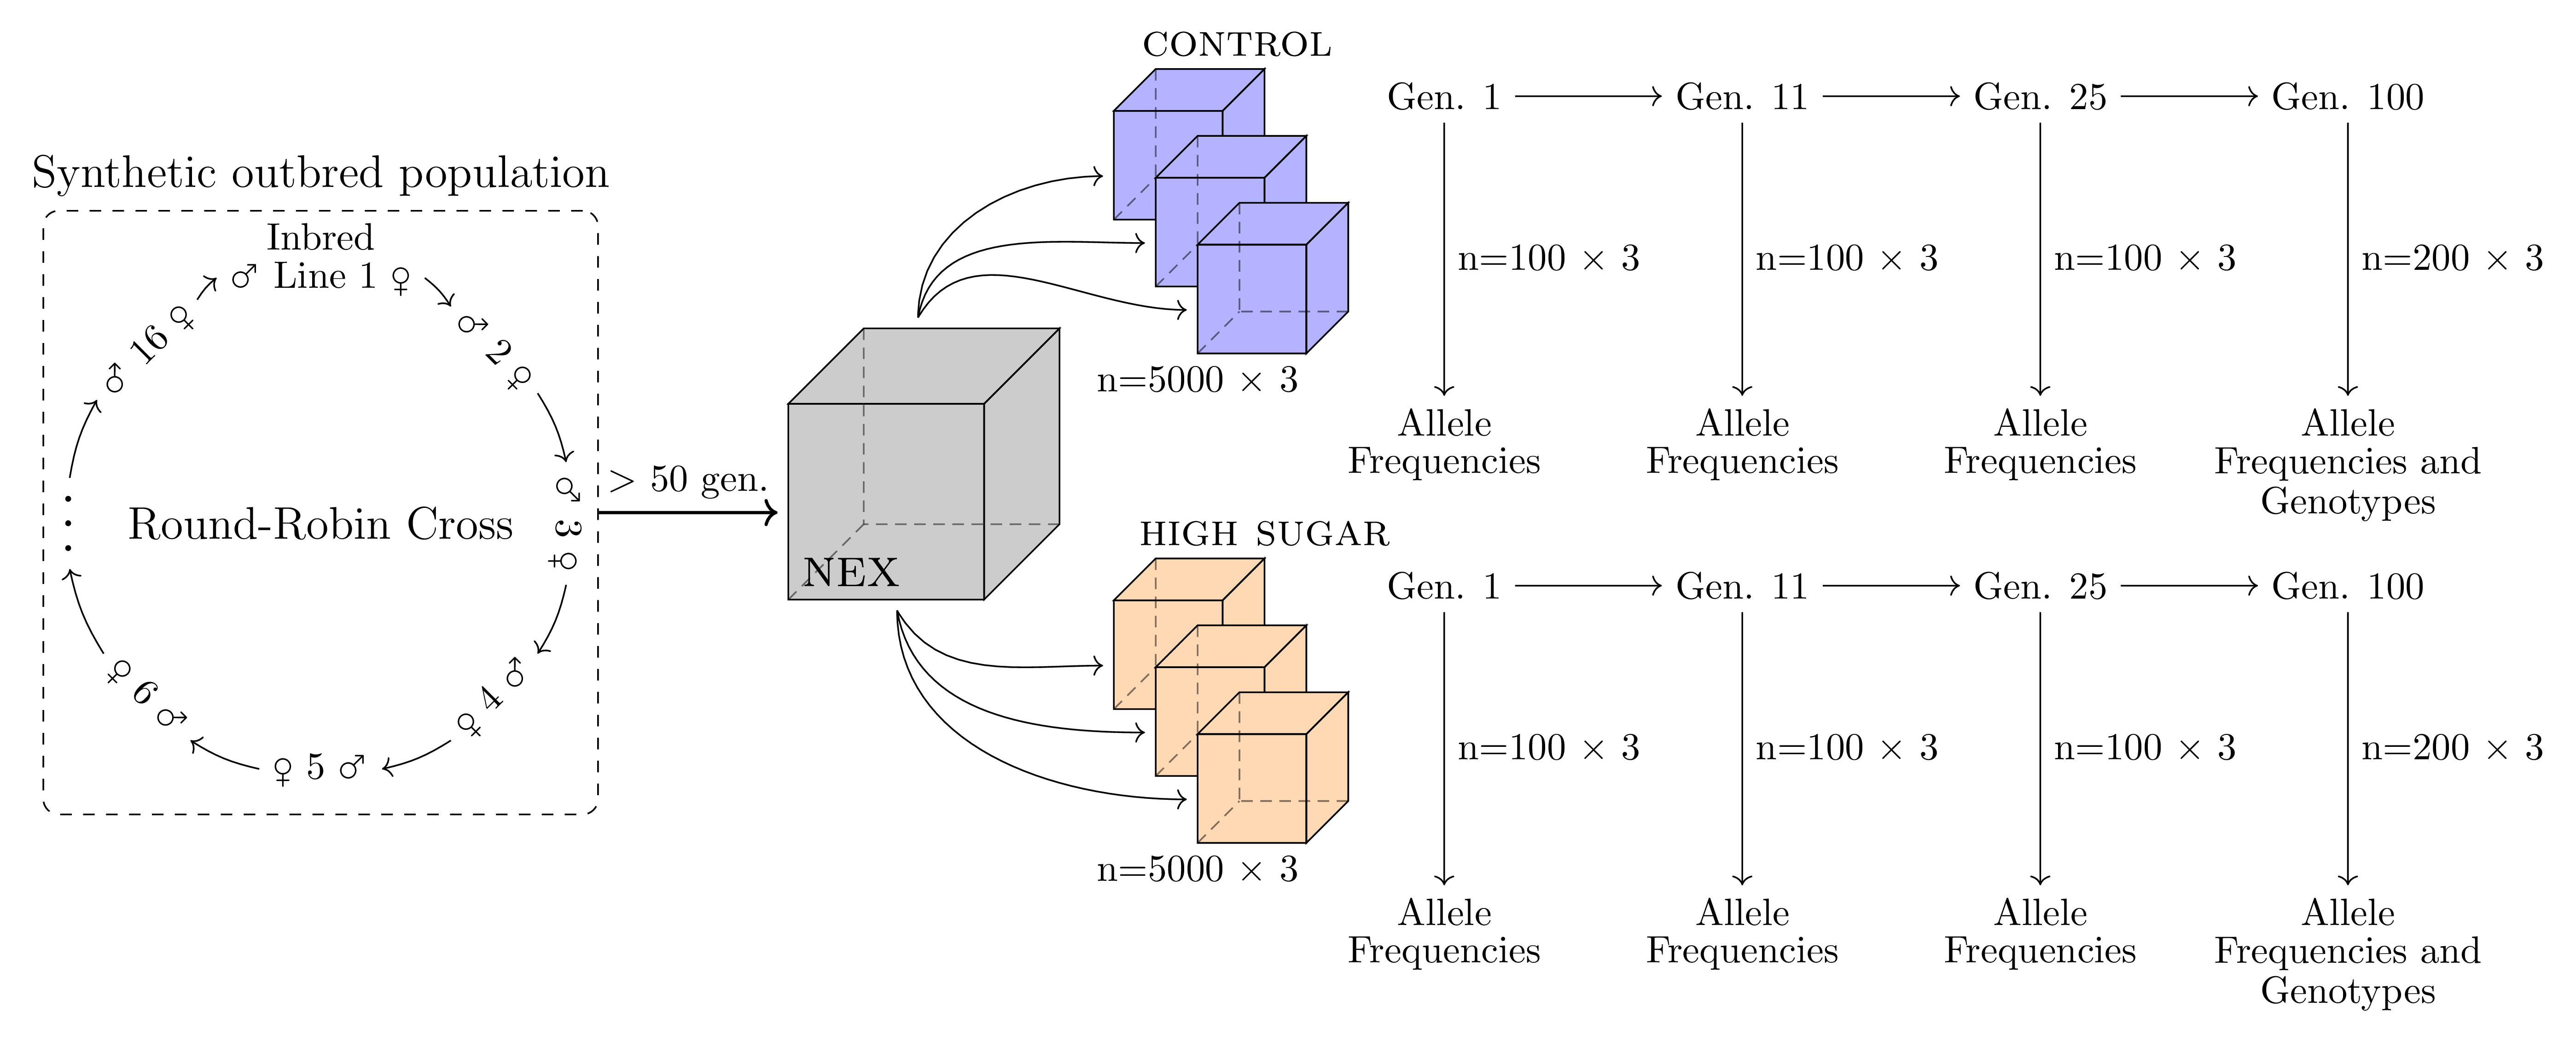 Synthetic outbred population
Inbred
♂ Line 1 ♀
♂ 2 ♀
♂ 3 ♀
♂ 4 ♀
♀ 5 ♂
♂ 6 ♀
⋮
♂ 16 ♀
Round-Robin Cross
> 50 gen.
NEX
CONTROL
n=5000 × 3
Gen. 1
Gen. 11
Gen. 25
Gen. 100
n=100 × 3
n=100 × 3
n=100 × 3
n=200 × 3
Allele
Frequencies
Allele
Frequencies
Allele
Frequencies
Allele
Frequencies and
Genotypes
HIGH SUGAR
n=5000 × 3
Gen. 1
Gen. 11
Gen. 25
Gen. 100
n=100 × 3
n=100 × 3
n=100 × 3
n=200 × 3
Allele
Frequencies
Allele
Frequencies
Allele
Frequencies
Allele
Frequencies and
Genotypes